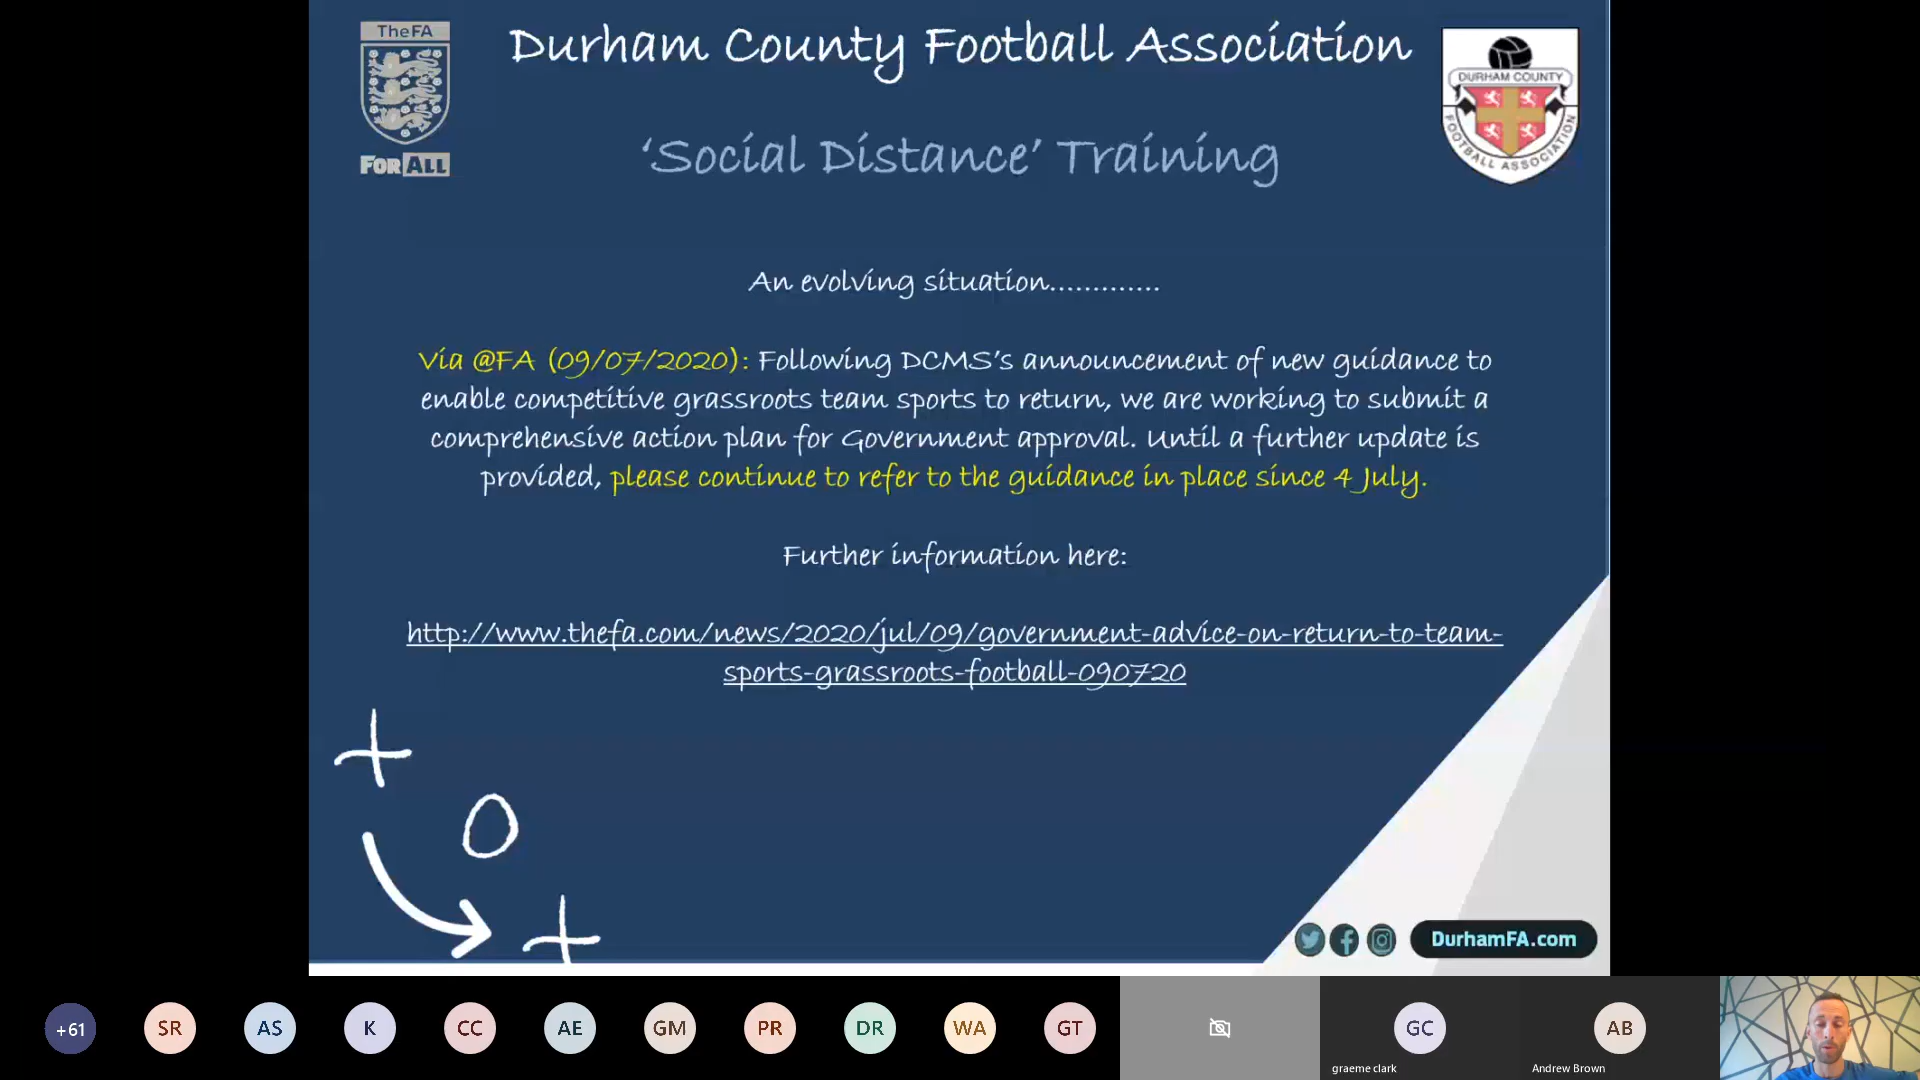 TheFA
FOR ALL
Durham County Football Association
DURHAM COUNTY
FOOTBALL ASSOCIATION
'Social Distance' Training
An evolving situation.............
Via @FA (09/07/2020): Following DCMS's announcement of new guidance to
enable competitive grassroots team sports to return, we are working to submit a
comprehensive action plan for Government approval. Until a further update is
provided, please continue to refer to the guidance in place since 4 July.
Further information here:
http://www.thefa.com/news/2020/jul/09/government-advice-on-return-to-team-
sports-grassroots-football-090720
DurhamFA.com
+61
SR
AS
K
CC
AE
GM
PR
DR
WA
GT
GC
graeme clark
AB
Andrew Brown